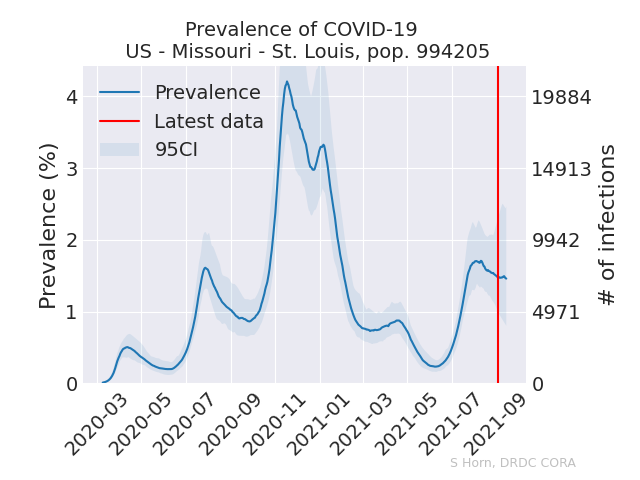 Prevalence of COVID-19
US - Missouri - St. Louis, pop. 994205
Prevalence
Latest data
95CI
Prevalence (%)
4
3
2
1
0
19884
14913
9942
4971
0
# of infections
2020-03
2020-05
2020-07
2020-09
2020-11
2021-01
2021-03
2021-05
2021-07
2021-09
S Horn, DRDC CORA